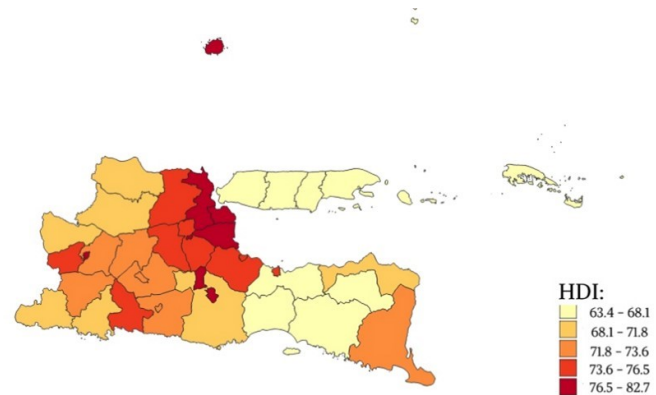 HDI:
63.4 – 68.1
68.1 – 71.8
71.8 – 73.6
73.6 – 76.5
76.5 – 82.7